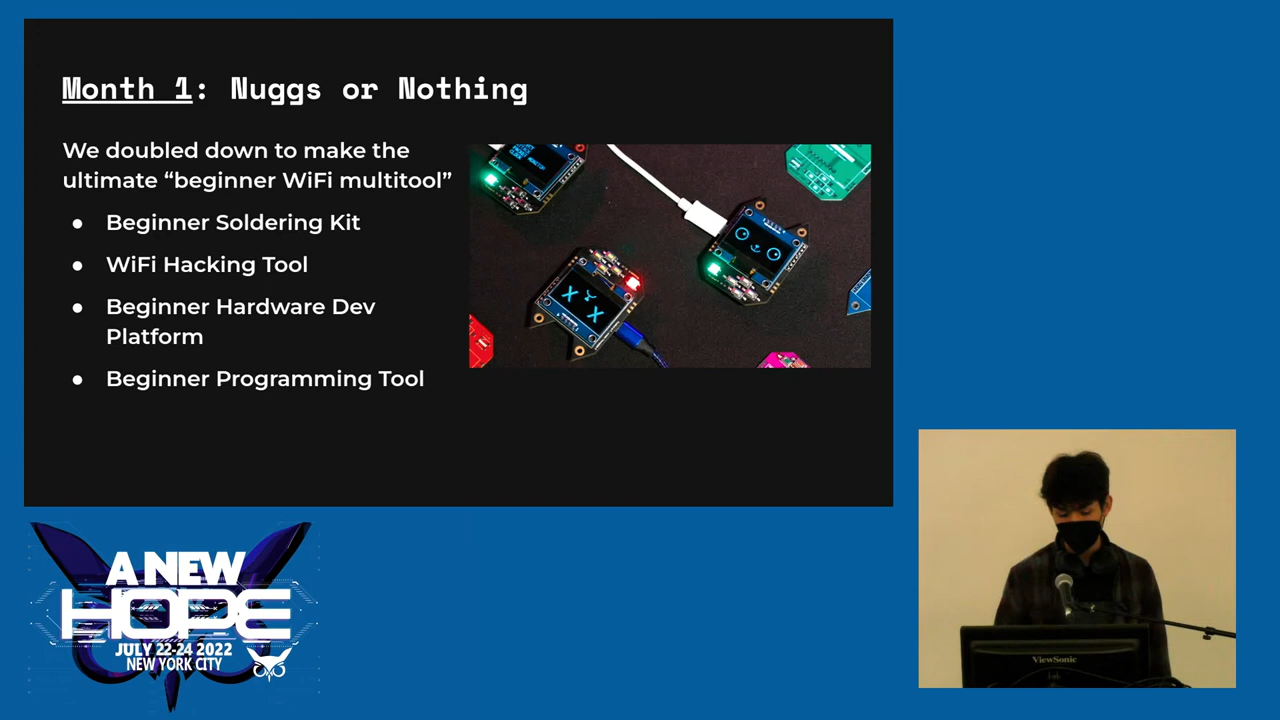 Month 1: Nuggs or Nothing
We doubled down to make the
ultimate “beginner WiFi multitool”
● Beginner Soldering Kit
● WiFi Hacking Tool
● Beginner Hardware Dev
Platform
● Beginner Programming Tool
A NEW
HOPE
JULY 22-24 2022
NEW YORK CITY
ViewSonic